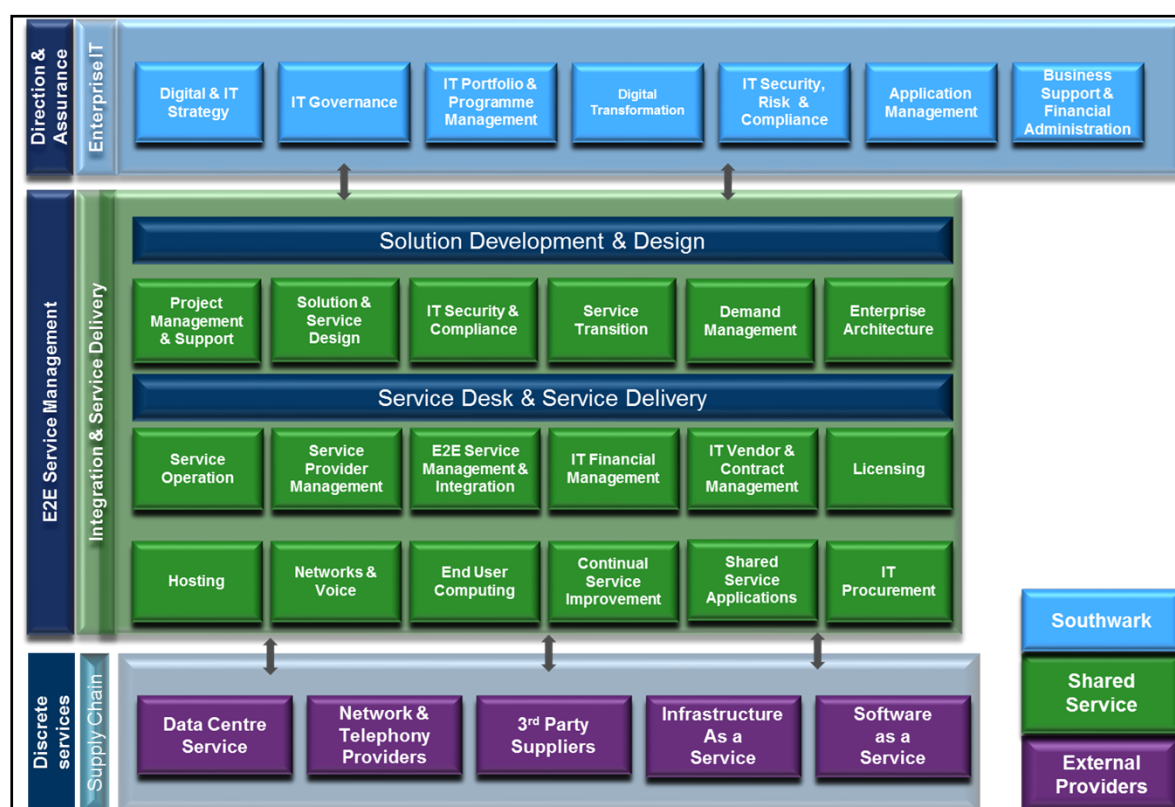 Direction &
Assurance
Enterprise IT
Digital & IT
Strategy
IT Governance
IT Portfolio &
Programme
Management
Digital
Transformation
IT Security,
Risk & 
Compliance
Application
Management
Business
Support &
Financial
Administration
E2E Service Management
Integration & Service Delivery
Solution Development & Design
Project
Management
& Support
Solution &
Service
Design
IT Security &
Compliance
Service
Transition
Demand
Management
Enterprise
Architecture
Service Desk & Service Delivery
Service
Operation
Service
Provider
Management
E2E Service
Management &
Integration
IT Financial
Management
IT Vendor &
Contract
Management
Licensing
Hosting
Networks &
Voice
End User
Computing
Continual
Service
Improvement
Shared
Service
Applications
IT
Procurement
Discrete
services
Supply Chain
Data Centre
Service
Network &
Telephony
Providers
3rd Party
Suppliers
Infrastructure
As a
Service
Software
as a
Service
Southwark
Shared
Service
External
Providers